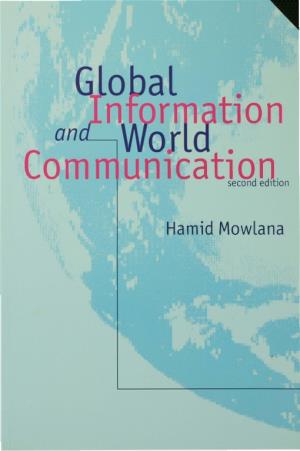 Global
Information
and World
Communication
second edition
Hamid Mowlana